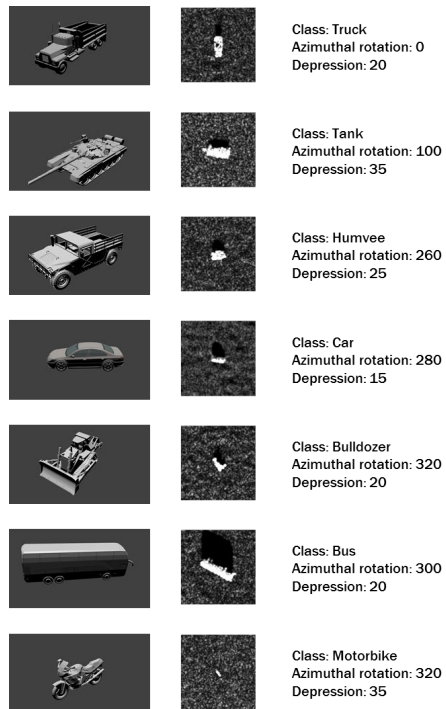 Class: Truck
Azimuthal rotation: 0
Depression: 20
Class: Tank
Azimuthal rotation: 100
Depression: 35
Class: Humvee
Azimuthal rotation: 260
Depression: 25
Class: Car
Azimuthal rotation: 280
Depression: 15
Class: Bulldozer
Azimuthal rotation: 320
Depression: 20
Class: Bus
Azimuthal rotation: 300
Depression: 20
Class: Motorbike
Azimuthal rotation: 320
Depression: 35